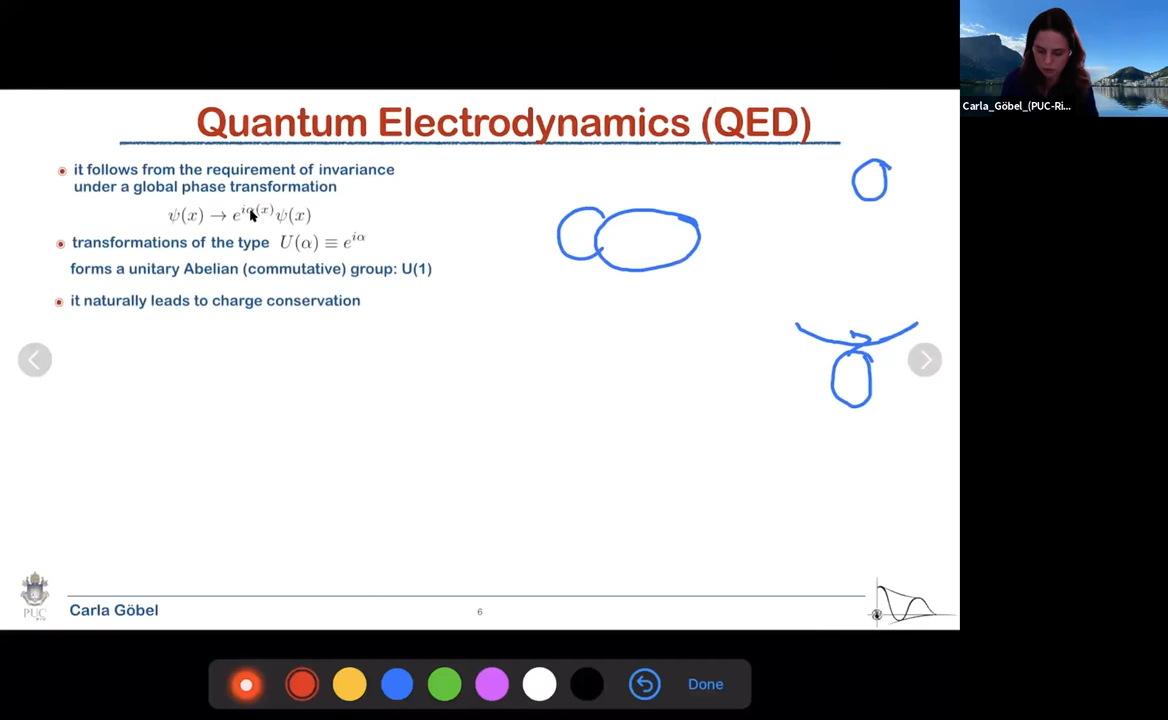 Carla_Göbel_(PUC-Ri...
Quantum Electrodynamics (QED)
it follows from the requirement of invariance
under a global phase transformation
ψ(x) → e^{iα(x)}ψ(x)
transformations of the type U(α) ≡ e^{iα}
forms a unitary Abelian (commutative) group: U(1)
it naturally leads to charge conservation
PUC
RIO
Carla Göbel
6
Done